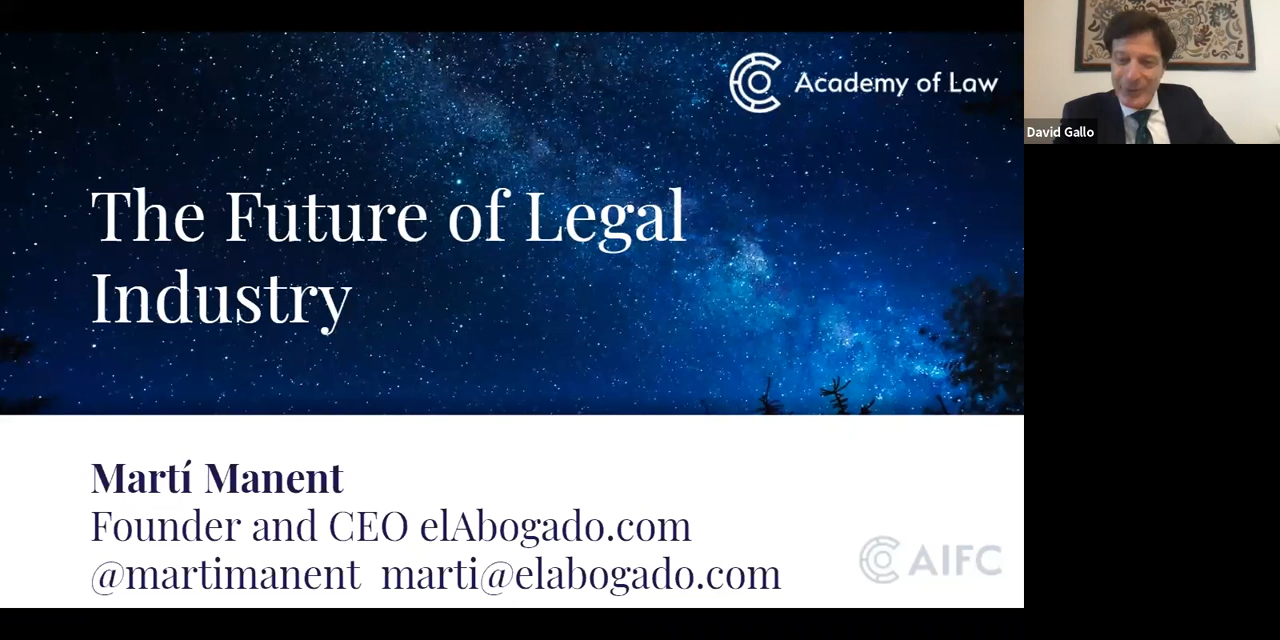 Academy of Law
David Gallo
The Future of Legal
Industry
Martí Manent
Founder and CEO elAbogado.com
@martimanent marti@elabogado.com
AIFC